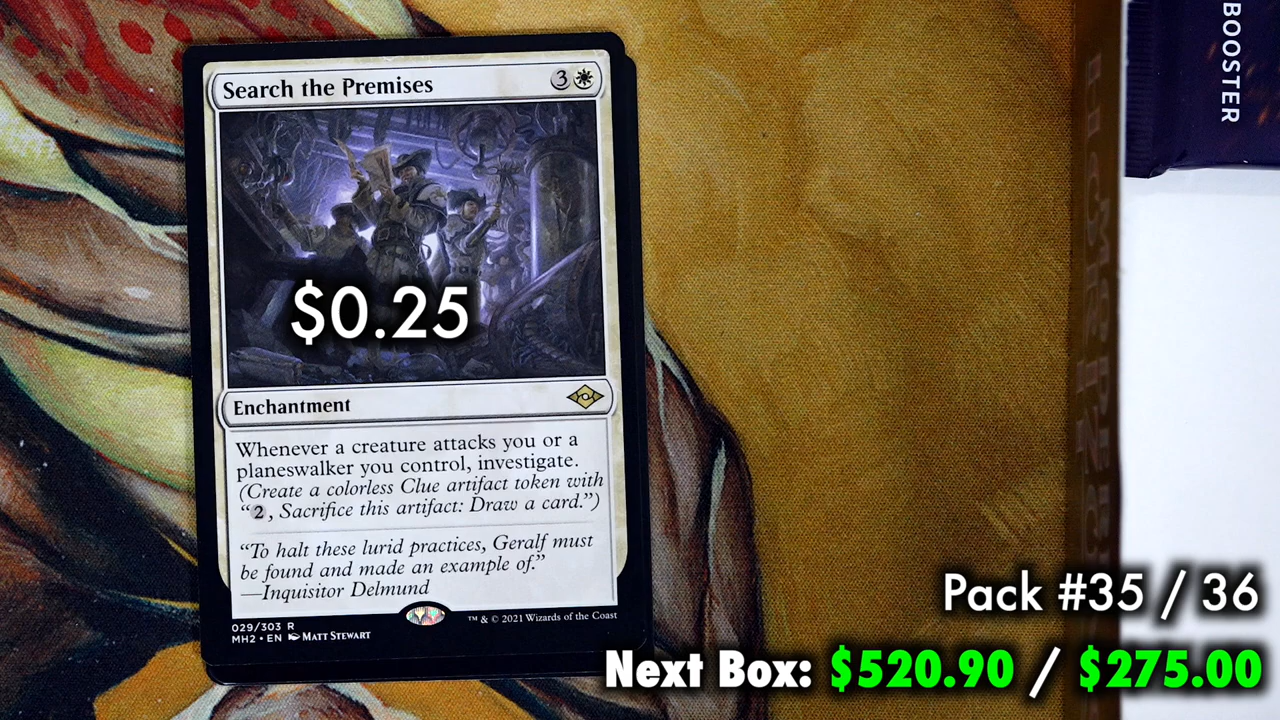 BOOSTER
Search the Premises 3
$0.25
Enchantment
Whenever a creature attacks you or a
planeswalker you control, investigate.
(Create a colorless Clue artifact token with
“2, Sacrifice this artifact: Draw a card.”)
“To halt these lurid practices, Geralf must
be found and made an example of.”
—Inquisitor Delmund
029/303 R
MH2 • EN Matt Stewart
™ & © 2021 Wizards of the Coast
Pack #35 / 36
Next Box: $520.90 / $275.00